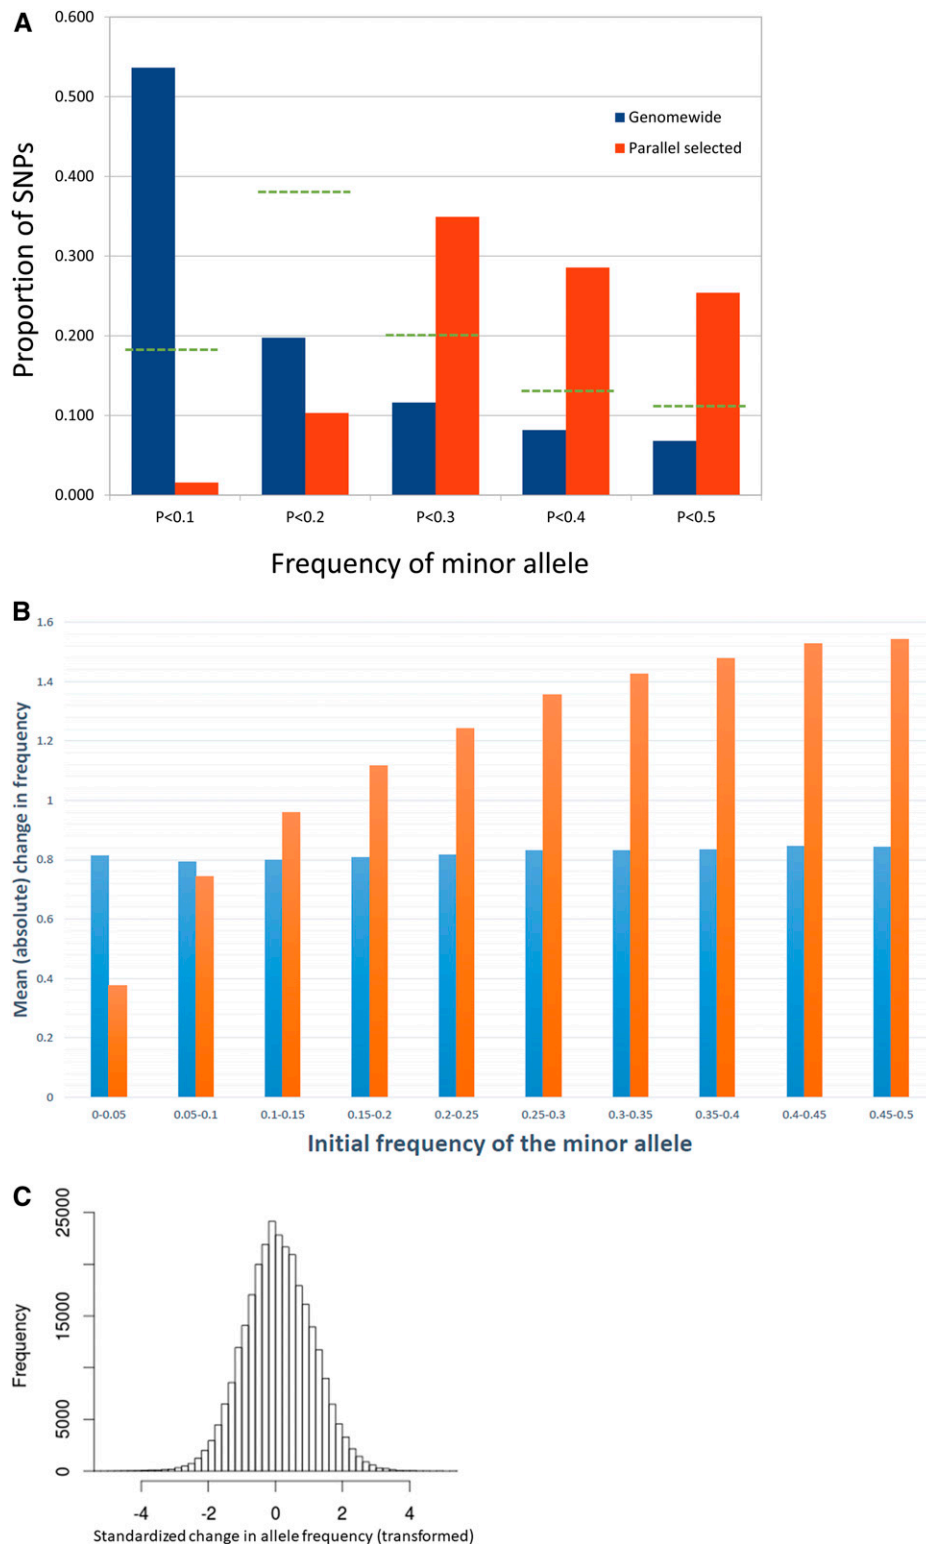 A
Proportion of SNPs
0.600
0.500
0.400
0.300
0.200
0.100
0.000
Genomewide
Parallel selected
P<0.1 P<0.2 P<0.3 P<0.4 P<0.5
Frequency of minor allele
B
Mean (absolute) change in frequency
1.6
1.4
1.2
1
0.8
0.6
0.4
0.2
0
0-0.05 0.05-0.1 0.1-0.15 0.15-0.2 0.2-0.25 0.25-0.3 0.3-0.35 0.35-0.4 0.4-0.45 0.45-0.5
Initial frequency of the minor allele
C
Frequency
25000
15000
5000
0
-4 -2 0 2 4
Standardized change in allele frequency (transformed)